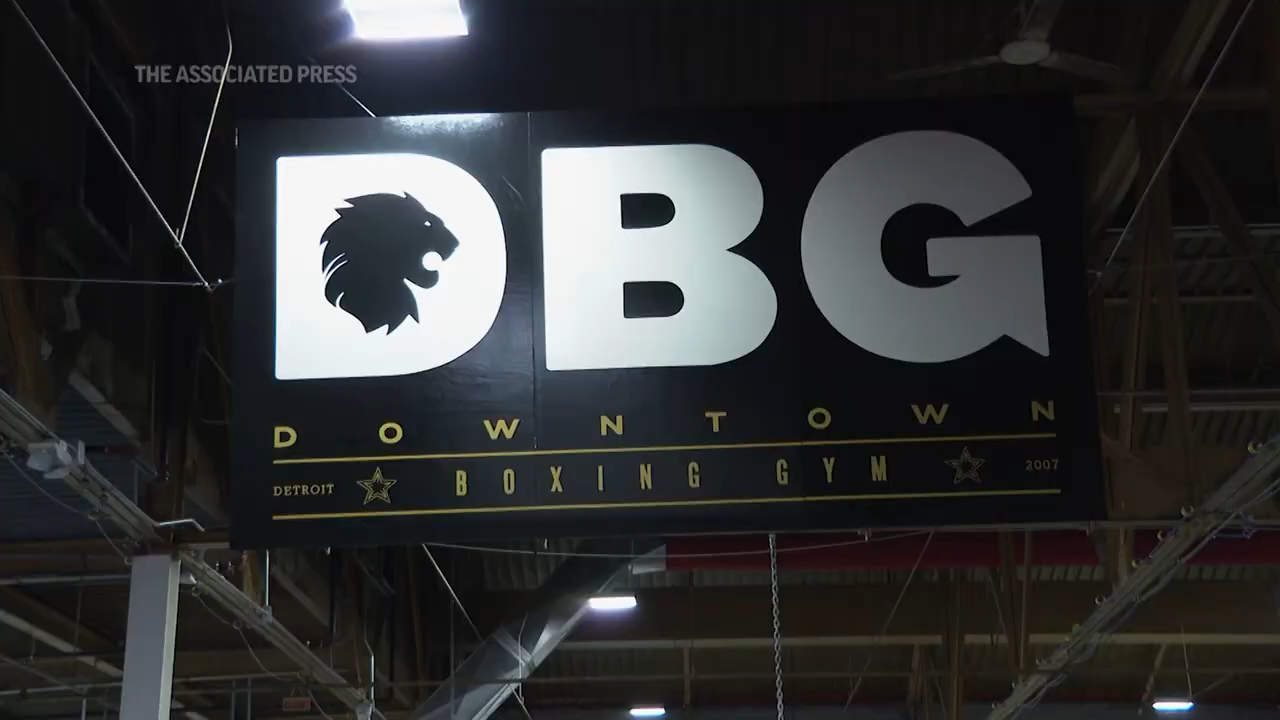 THE ASSOCIATED PRESS
DBG
DOWNTOWN
DETROIT BOXING GYM 2007